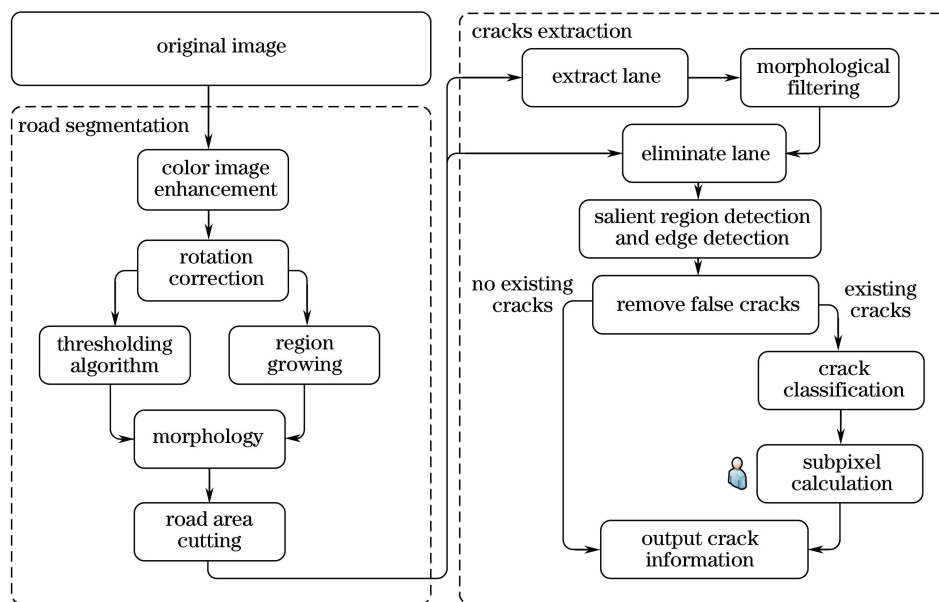 original image
road segmentation
color image
enhancement
rotation
correction
thresholding
algorithm
region
growing
morphology
road area
cutting
cracks extraction
extract lane
morphological
filtering
eliminate lane
salient region detection
and edge detection
no existing
cracks
remove false cracks
existing
cracks
crack
classification
subpixel
calculation
output crack
information